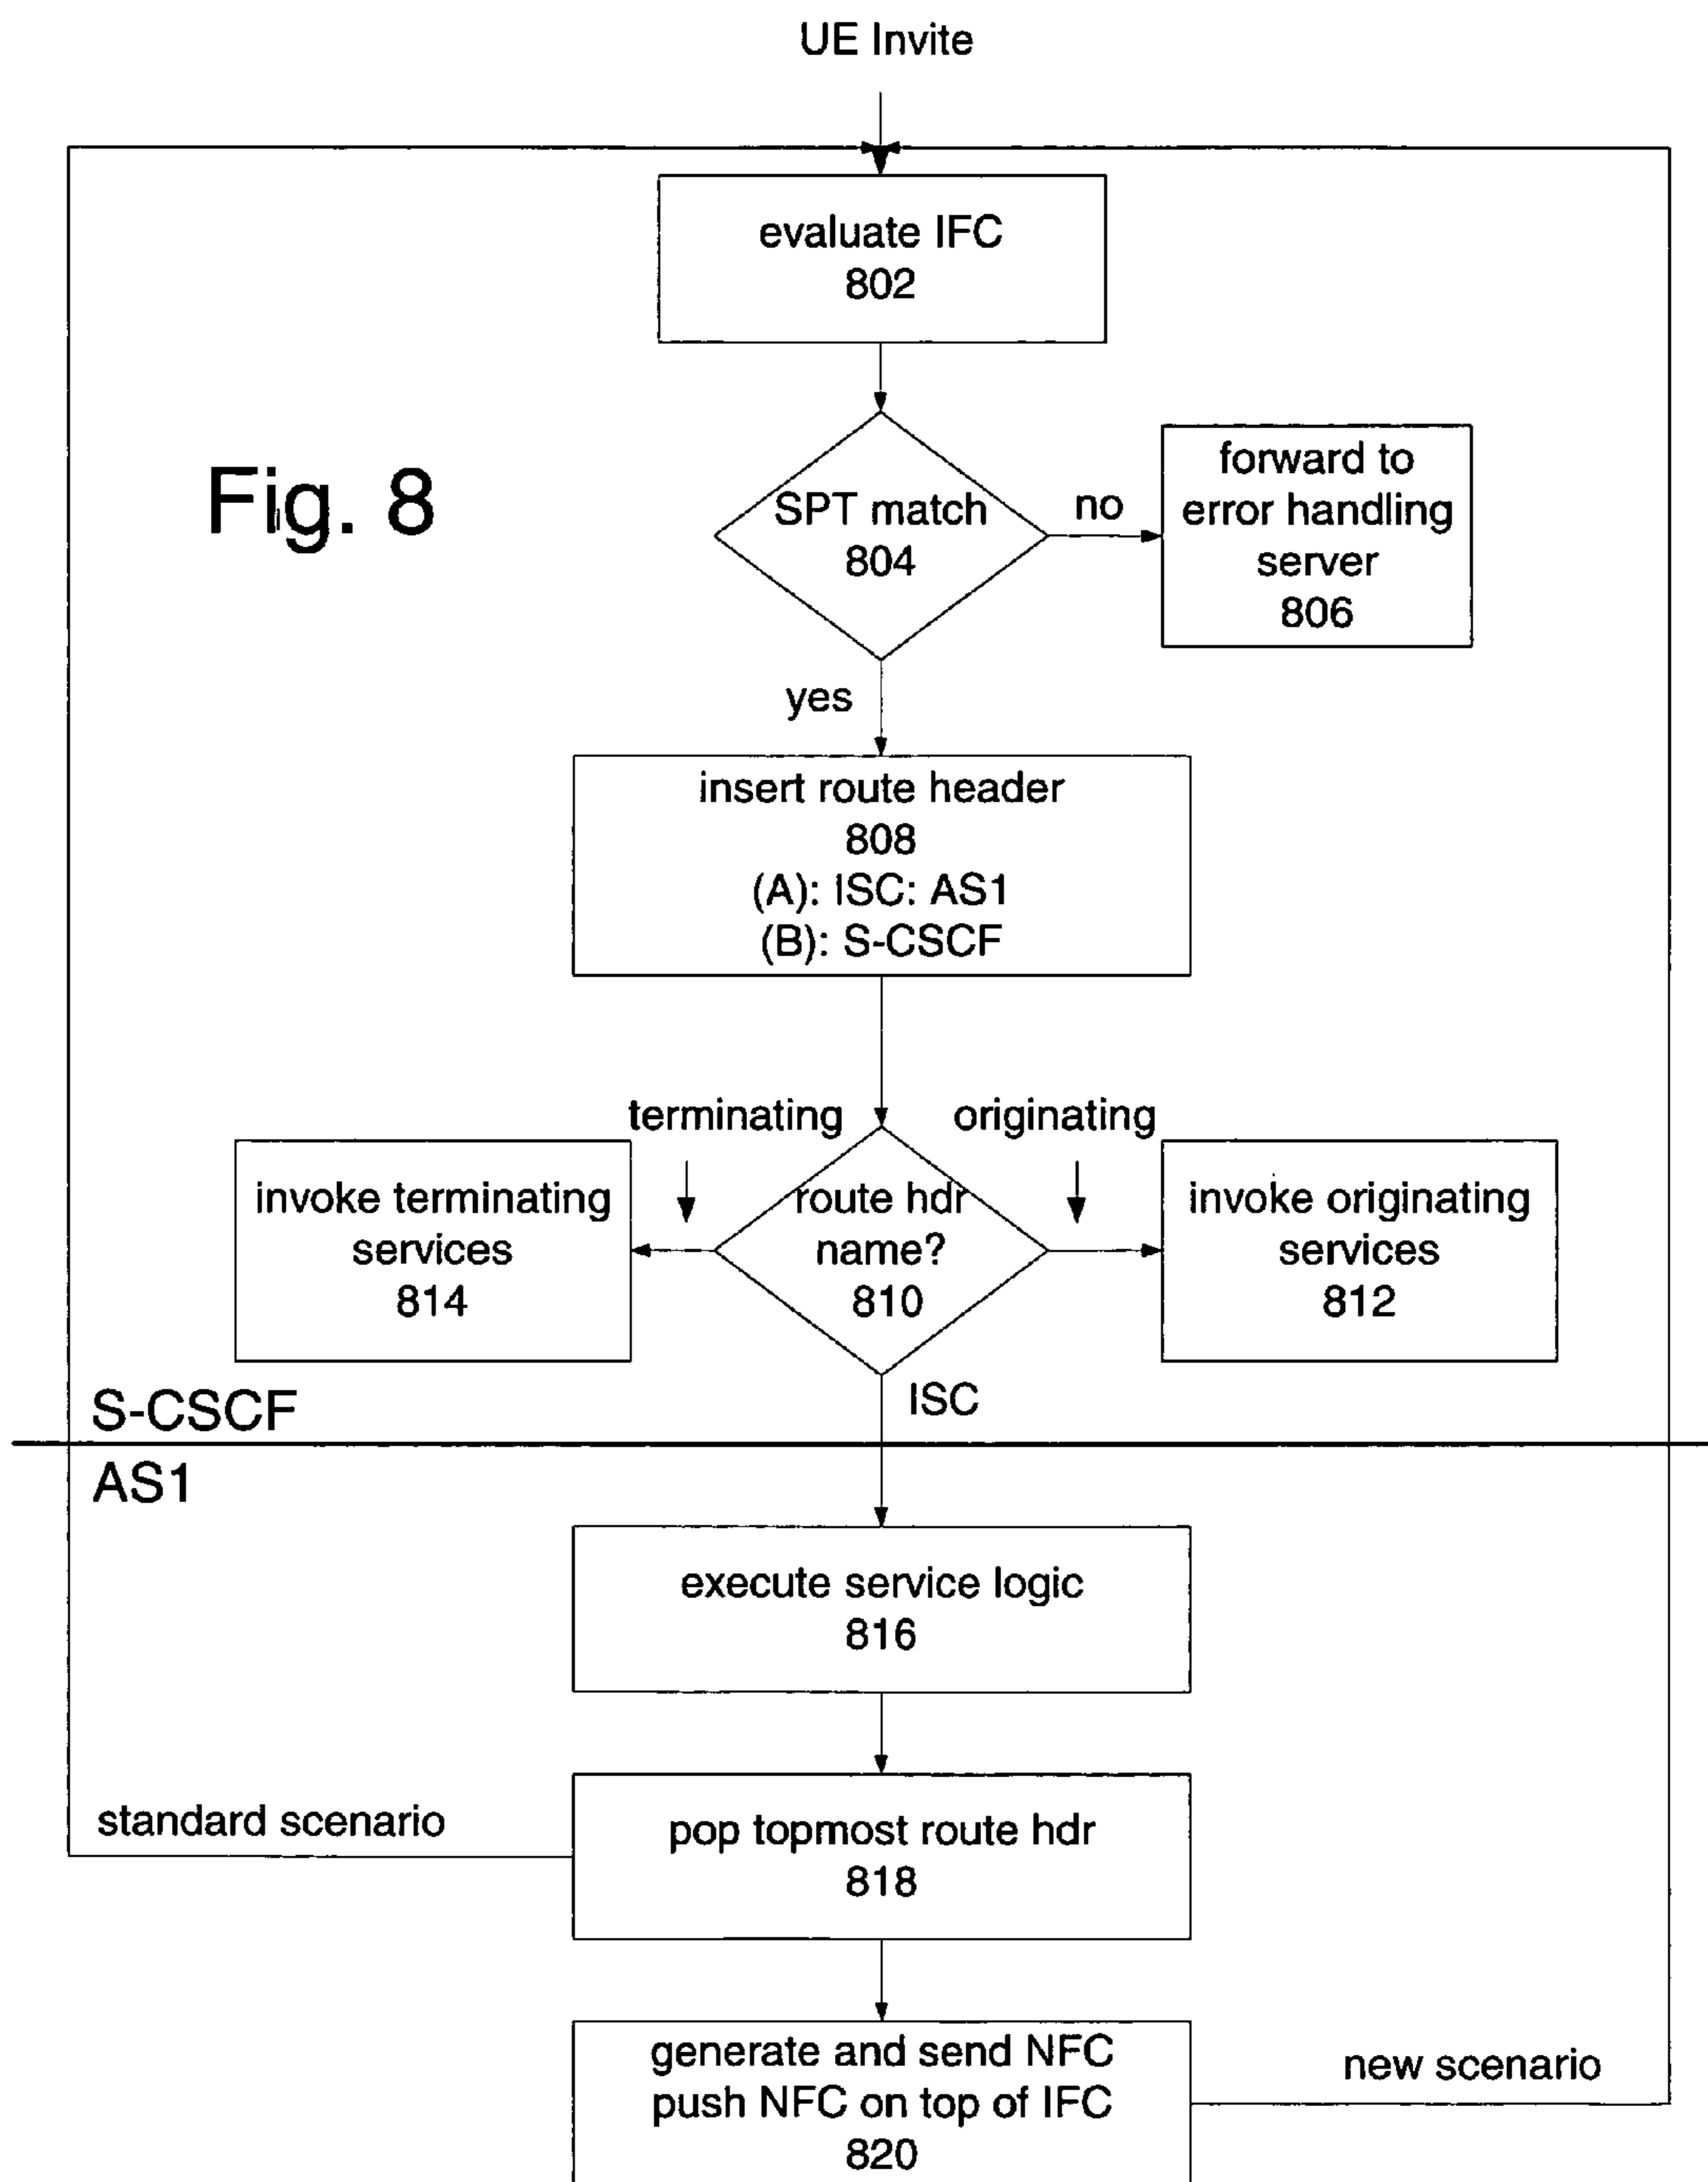 UE Invite
evaluate IFC
802
Fig. 8
SPT match
804
no
forward to
error handling
server
806
yes
insert route header
808
(A): ISC: AS1
(B): S-CSCF
terminating
originating
invoke terminating
services
814
route hdr
name?
810
invoke originating
services
812
ISC
S-CSCF
AS1
execute service logic
816
standard scenario
pop topmost route hdr
818
generate and send NFC
push NFC on top of IFC
820
new scenario